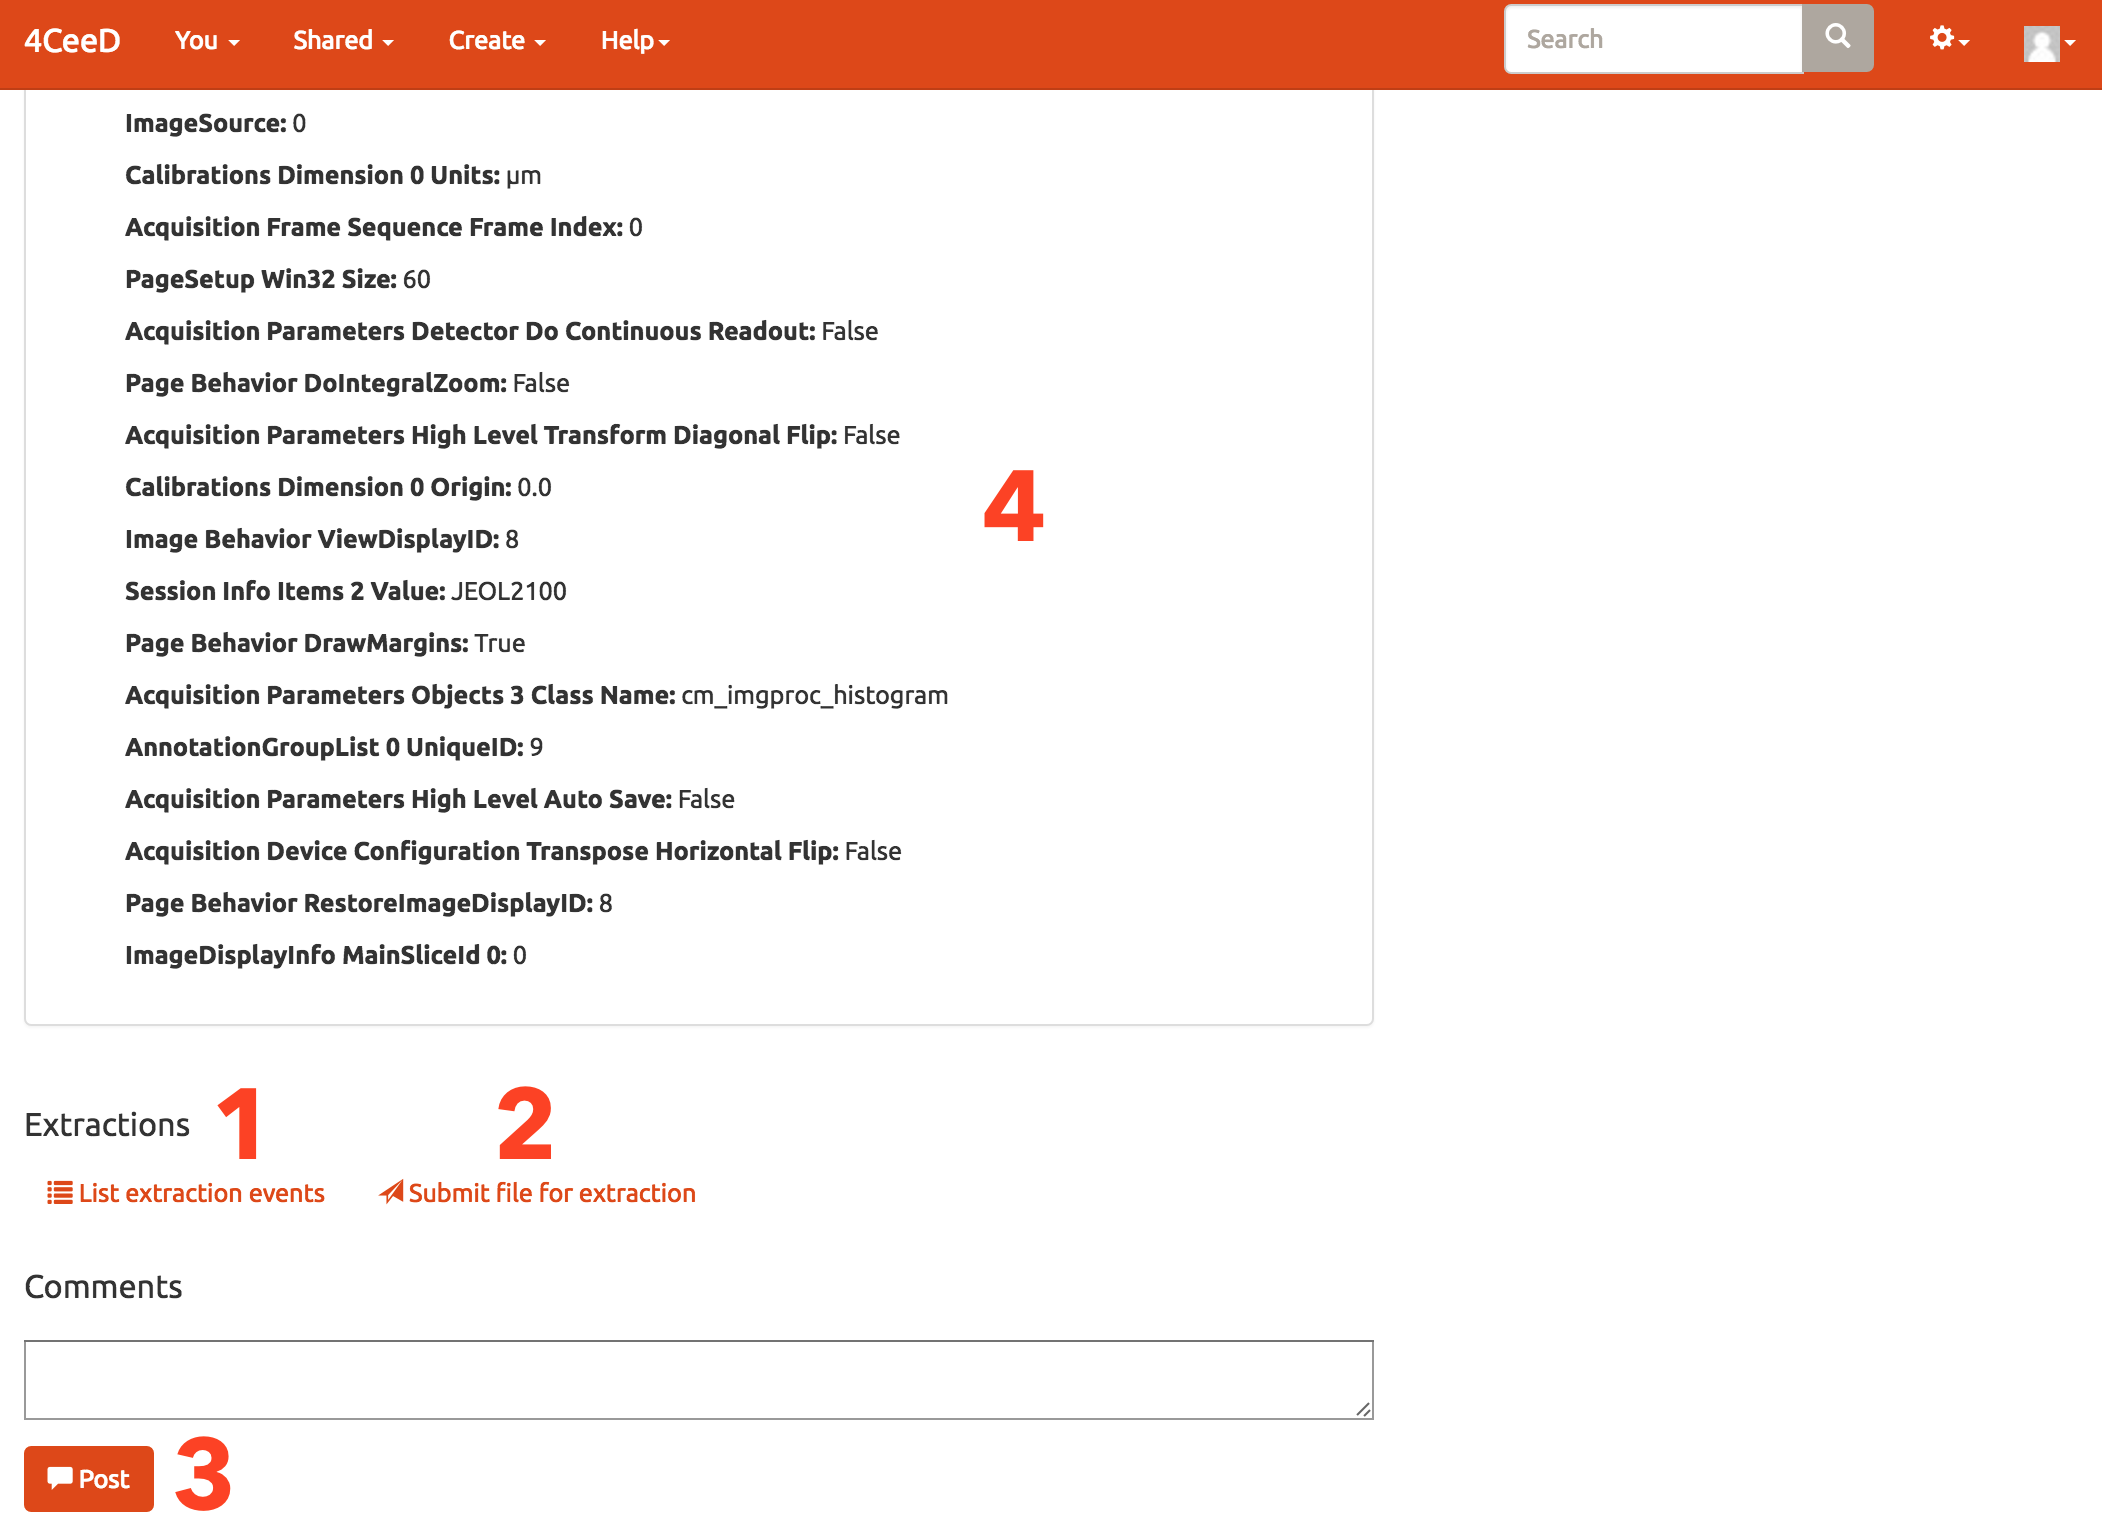 4CeeD You Shared Create Help Search
ImageSource: 0
Calibrations Dimension 0 Units: µm
Acquisition Frame Sequence Frame Index: 0
PageSetup Win32 Size: 60
Acquisition Parameters Detector Do Continuous Readout: False
Page Behavior DoIntegralZoom: False
Acquisition Parameters High Level Transform Diagonal Flip: False
Calibrations Dimension 0 Origin: 0.0
4
Image Behavior ViewDisplayID: 8
Session Info Items 2 Value: JEOL2100
Page Behavior DrawMargins: True
Acquisition Parameters Objects 3 Class Name: cm_imgproc_histogram
AnnotationGroupList 0 UniqueID: 9
Acquisition Parameters High Level Auto Save: False
Acquisition Device Configuration Transpose Horizontal Flip: False
Page Behavior RestoreImageDisplayID: 8
ImageDisplayInfo MainSliceId 0: 0
Extractions 1 2
List extraction events Submit file for extraction
Comments
Post 3